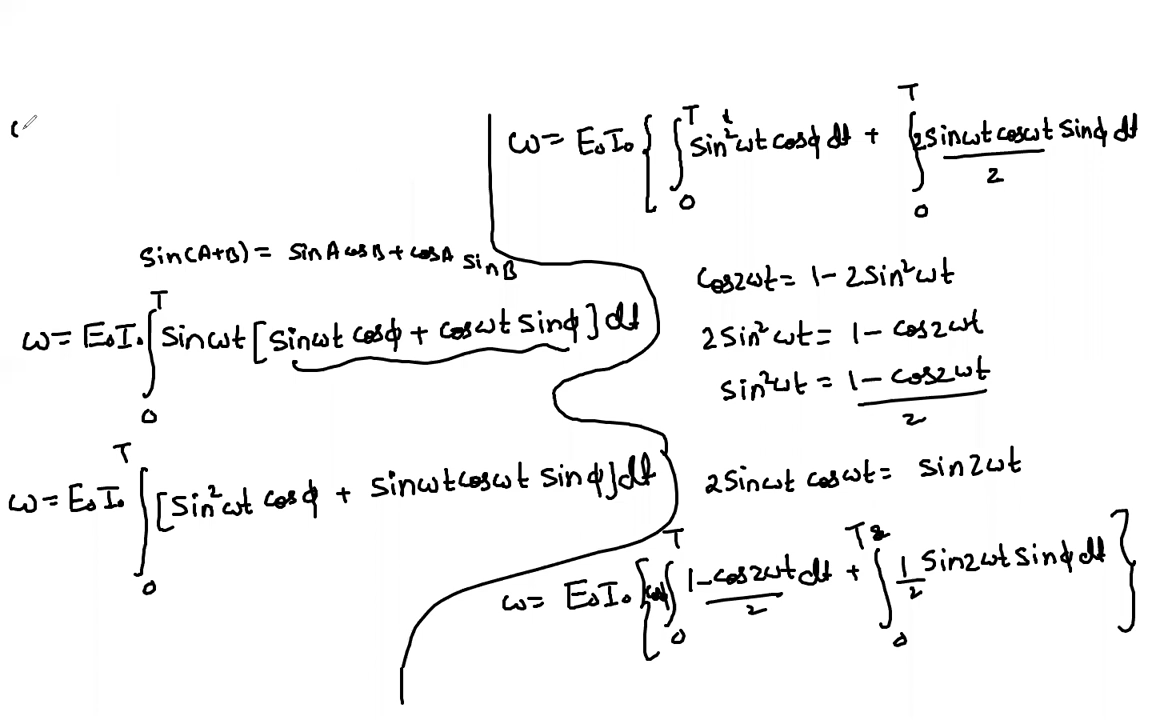 sin(A+B) = sinA cosB + cosA sinB
ω = E₀I₀ ∫₀ᵀ sinωt [sinωt cosϕ + cosωt sinϕ] dt
ω = E₀I₀ ∫₀ᵀ [sin²ωt cosϕ + sinωt cosωt sinϕ] dt
ω = E₀I₀ { ∫₀ᵀ sin²ωt cosϕ dt + ∫₀ᵀ 2sinωt cosωt/2 sinϕ dt
cos2ωt = 1 - 2sin²ωt
2sin²ωt = 1 - cos2ωt
sin²ωt = 1 - cos2ωt/2
2sinωt cosωt = sin2ωt
ω = E₀I₀ { cosϕ ∫₀ᵀ 1-cos2ωt/2 dt + ∫₀ᵀ 1/2 sin2ωt sinϕ dt }